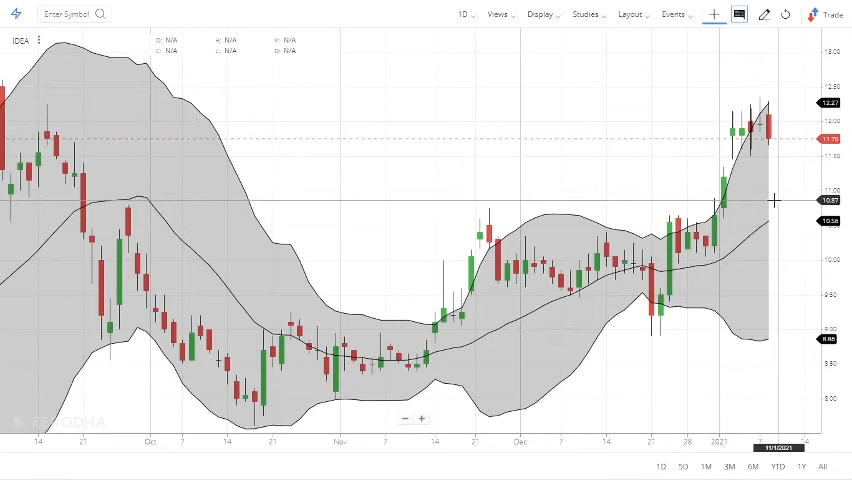 Enter Symbol
1D Views Display Studies Layout Events Trade
IDEA
O: N/A H: N/A V: N/A
C: N/A L: N/A D: N/A
13.00
12.50
12.27
12.00
11.75
11.50
11.00
10.87
10.56
10.00
9.50
9.00
8.86
8.50
8.00
ZERODHA
14 21 Oct 7 14 21 Nov 7 14 21 Dec 7 14 21 28 2021 7 14
11/1/2021
1D 5D 1M 3M 6M YTD 1Y All